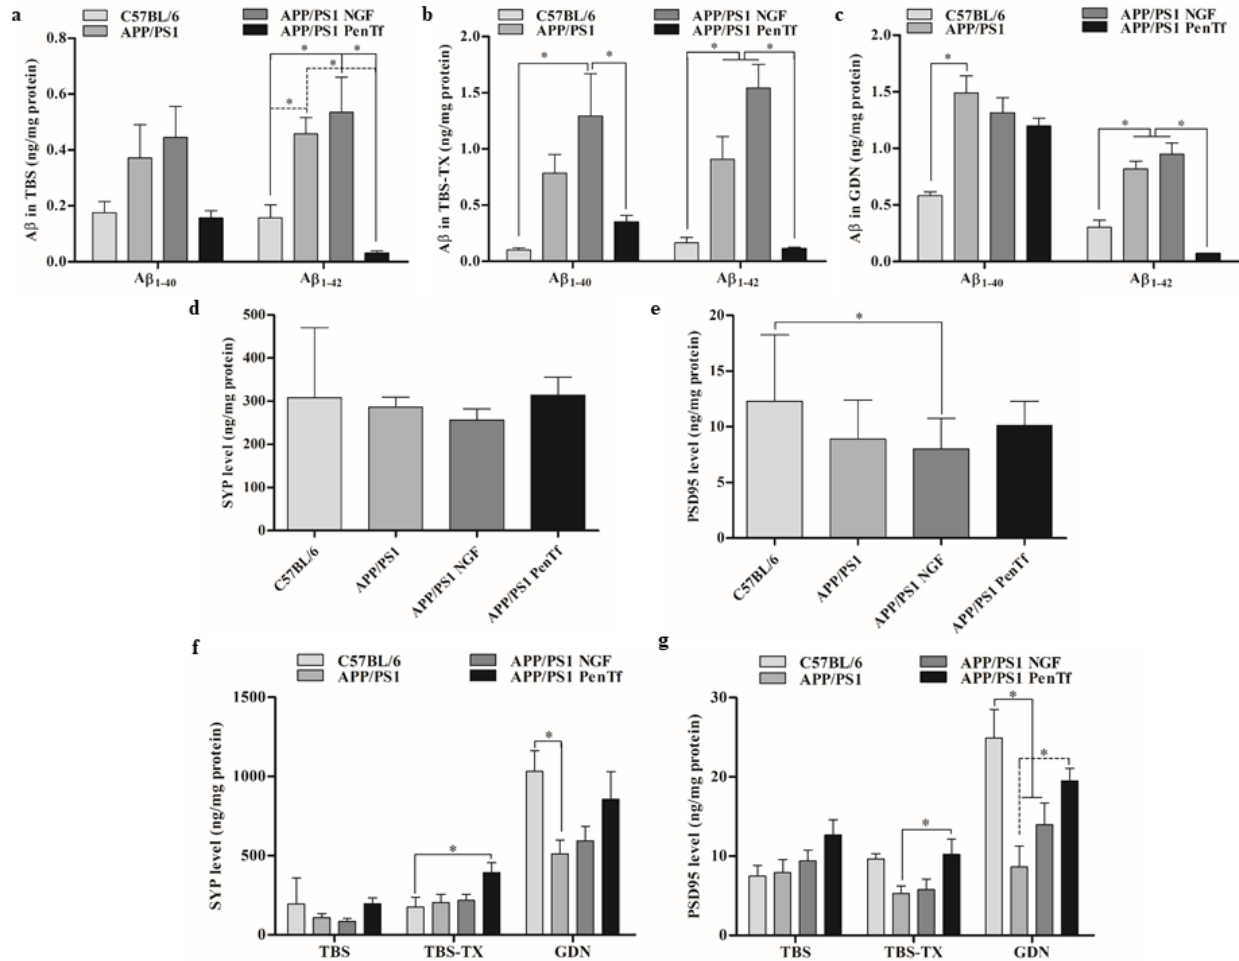 a
C57BL/6
APP/PS1
APP/PS1 NGF
APP/PS1 PenTf
Aβ in TBS (ng/mg protein)
0.8
0.6
0.4
0.2
0.0
* *
*
*
Aβ1-40
Aβ1-42
b
C57BL/6
APP/PS1
APP/PS1 NGF
APP/PS1 PenTf
Aβ in TBS-TX (ng/mg protein)
2.0
1.5
1.0
0.5
0.0
* *
* *
Aβ1-40
Aβ1-42
c
C57BL/6
APP/PS1
APP/PS1 NGF
APP/PS1 PenTf
Aβ in GDN (ng/mg protein)
2.0
1.5
1.0
0.5
0.0
*
* *
Aβ1-40
Aβ1-42
d
SYP level (ng/mg protein)
500
400
300
200
100
0
C57BL/6
APP/PS1
APP/PS1 NGF
APP/PS1 PenTf
e
PSD95 level (ng/mg protein)
20
15
10
5
0
*
C57BL/6
APP/PS1
APP/PS1 NGF
APP/PS1 PenTf
f
C57BL/6
APP/PS1
APP/PS1 NGF
APP/PS1 PenTf
SYP level (ng/mg protein)
1500
1000
500
0
*
*
TBS
TBS-TX
GDN
g
C57BL/6
APP/PS1
APP/PS1 NGF
APP/PS1 PenTf
PSD95 level (ng/mg protein)
30
20
10
0
*
*
*
TBS
TBS-TX
GDN